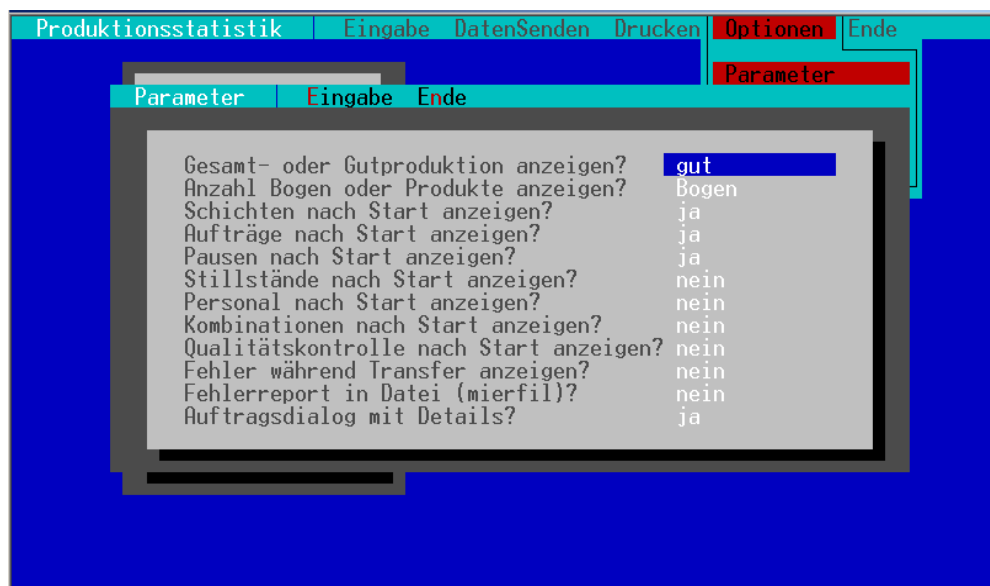 Produktionsstatistik Eingabe DatenSenden Drucken Optionen Ende
Parameter
Parameter Eingabe Ende
Gesamt- oder Gutproduktion anzeigen? gut
Anzahl Bogen oder Produkte anzeigen? Bogen
Schichten nach Start anzeigen? ja
Aufträge nach Start anzeigen? ja
Pausen nach Start anzeigen? ja
Stillstände nach Start anzeigen? nein
Personal nach Start anzeigen? nein
Kombinationen nach Start anzeigen? nein
Qualitätskontrolle nach Start anzeigen? nein
Fehler während Transfer anzeigen? nein
Fehlerreport in Datei (mierfil)? nein
Auftragsdialog mit Details? ja